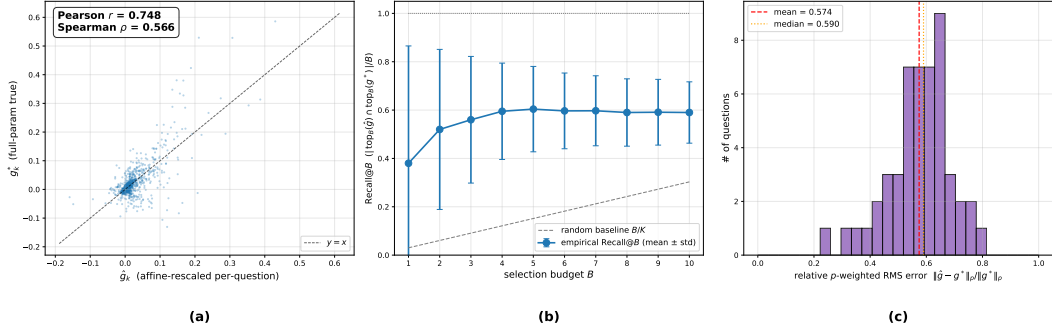 Pearson r = 0.748
Spearman ρ = 0.566
0.6
0.5
0.4
0.3
0.2
0.1
0.0
−0.1
−0.2
g*ₖ (full-param true)
y = x
−0.2 −0.1 0.0 0.1 0.2 0.3 0.4 0.5 0.6
ĝₖ (affine-rescaled per-question)
(a)
1.0
0.8
0.6
0.4
0.2
0.0
Recall@B (|top_B(ĝ) ∩ top_B(g*)|/B)
random baseline B/K
empirical Recall@B (mean ± std)
1 2 3 4 5 6 7 8 9 10
selection budget B
(b)
mean = 0.574
median = 0.590
8
6
4
2
0
# of questions
0.0 0.2 0.4 0.6 0.8 1.0
relative p-weighted RMS error ‖ĝ − g*‖ₚ/‖g*‖ₚ
(c)